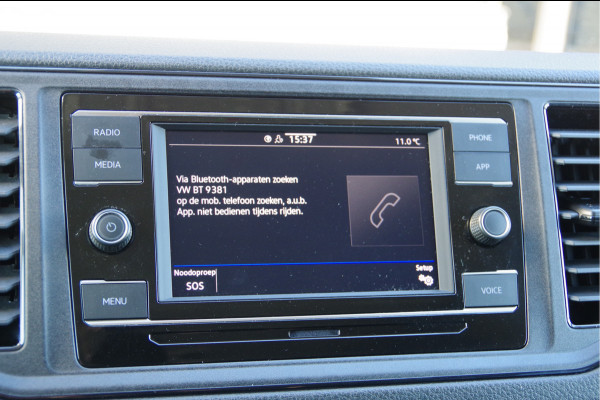 RADIO
MEDIA
MENU
15:37
11.0 °C
Via Bluetooth-apparaten zoeken
VW BT 9381
op de mob. telefoon zoeken, a.u.b.
App. niet bedienen tijdens rijden.
Noodoproep
SOS
Setup
PHONE
APP
VOICE